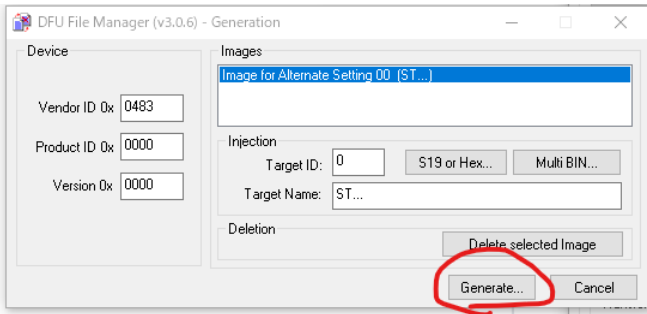 DFU File Manager (v3.0.6) - Generation
Device
Vendor ID 0x 0483
Product ID 0x 0000
Version 0x 0000
Images
Image for Alternate Setting 00 (ST...)
Injection
Target ID: 0 S19 or Hex... Multi BIN...
Target Name: ST...
Deletion
Delete selected Image
Generate... Cancel